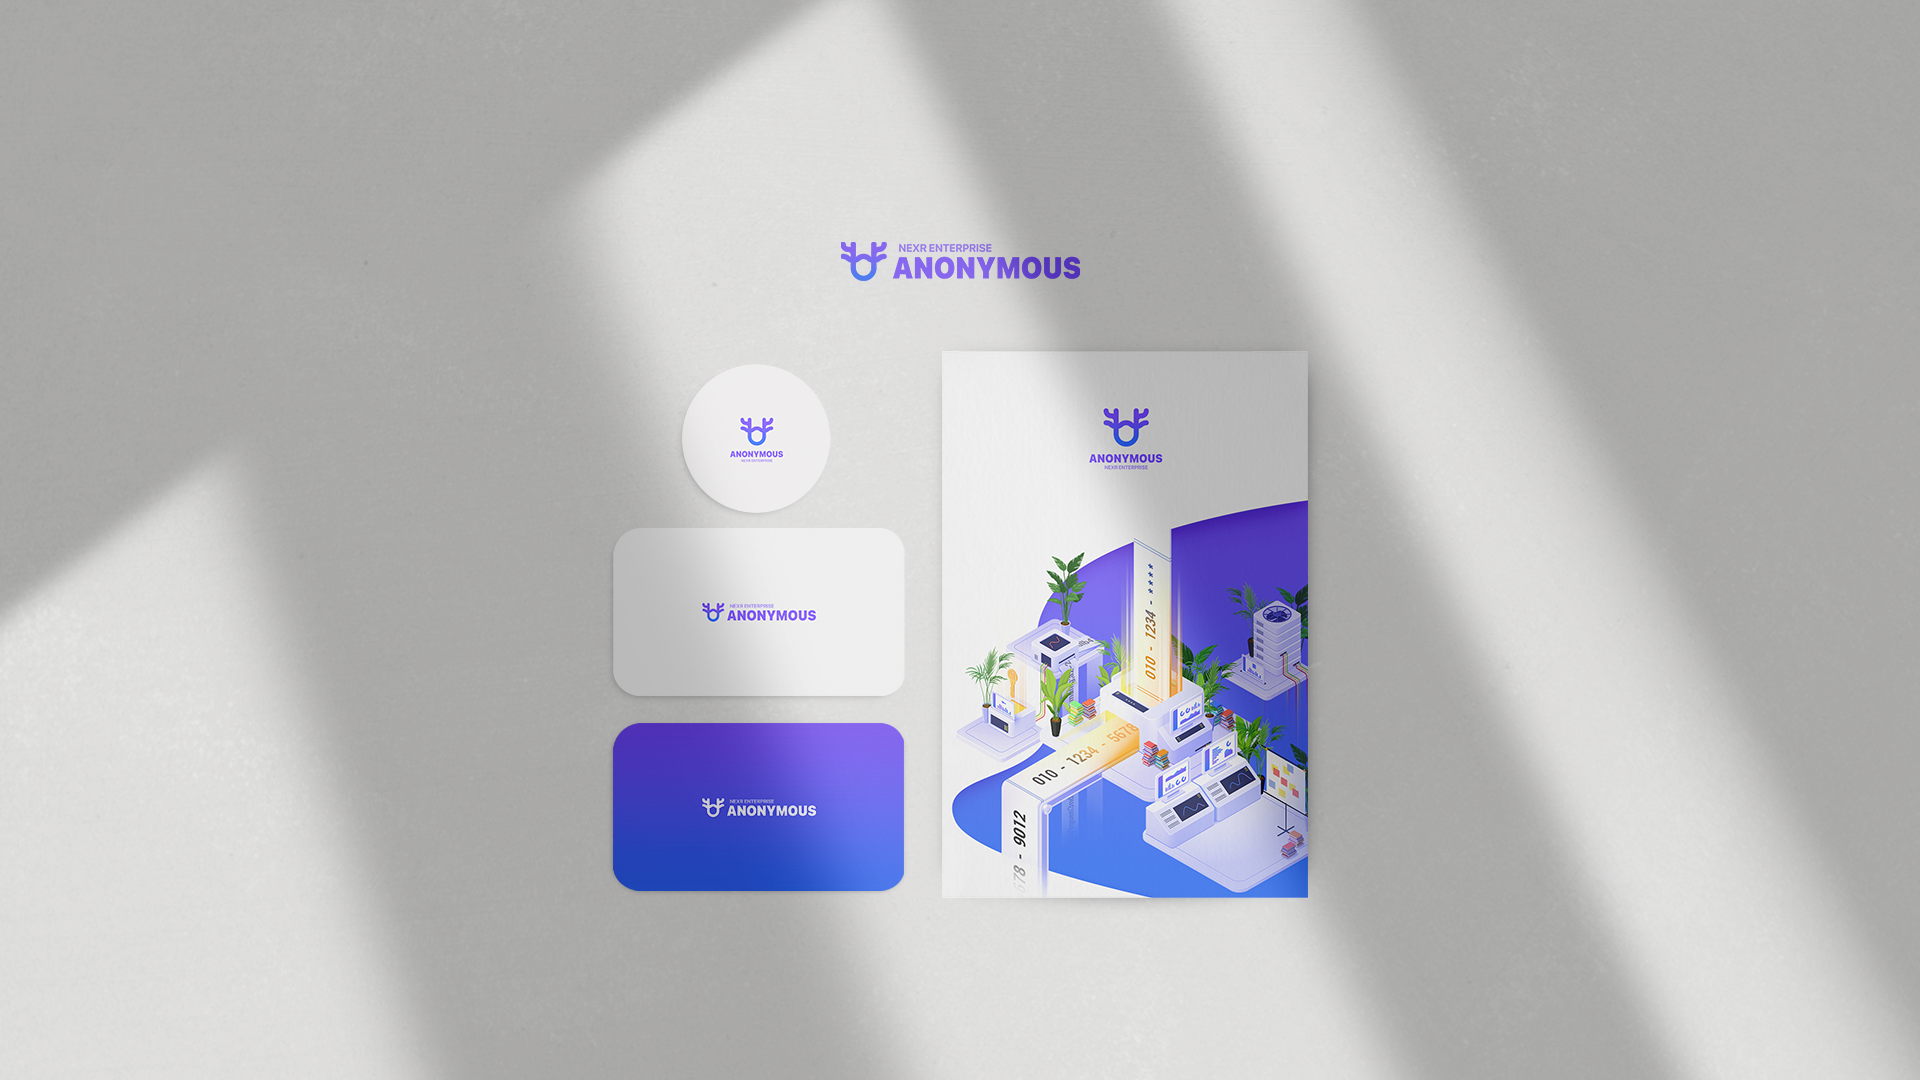 NEXR ENTERPRISE
ANONYMOUS
ANONYMOUS
NEXR ENTERPRISE
NEXR ENTERPRISE
ANONYMOUS
NEXR ENTERPRISE
ANONYMOUS
ANONYMOUS
NEXR ENTERPRISE
010 - 1234 - ****
010 - 1234 - 5678
678 - 9012